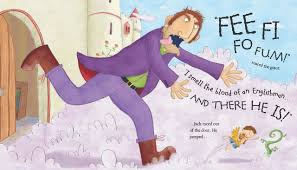 "FEE FI
FO FUM!"
roared the giant.
"I smell the blood of an Englishman,
AND THERE HE IS!"
Jack raced out
of the door. He
jumped...